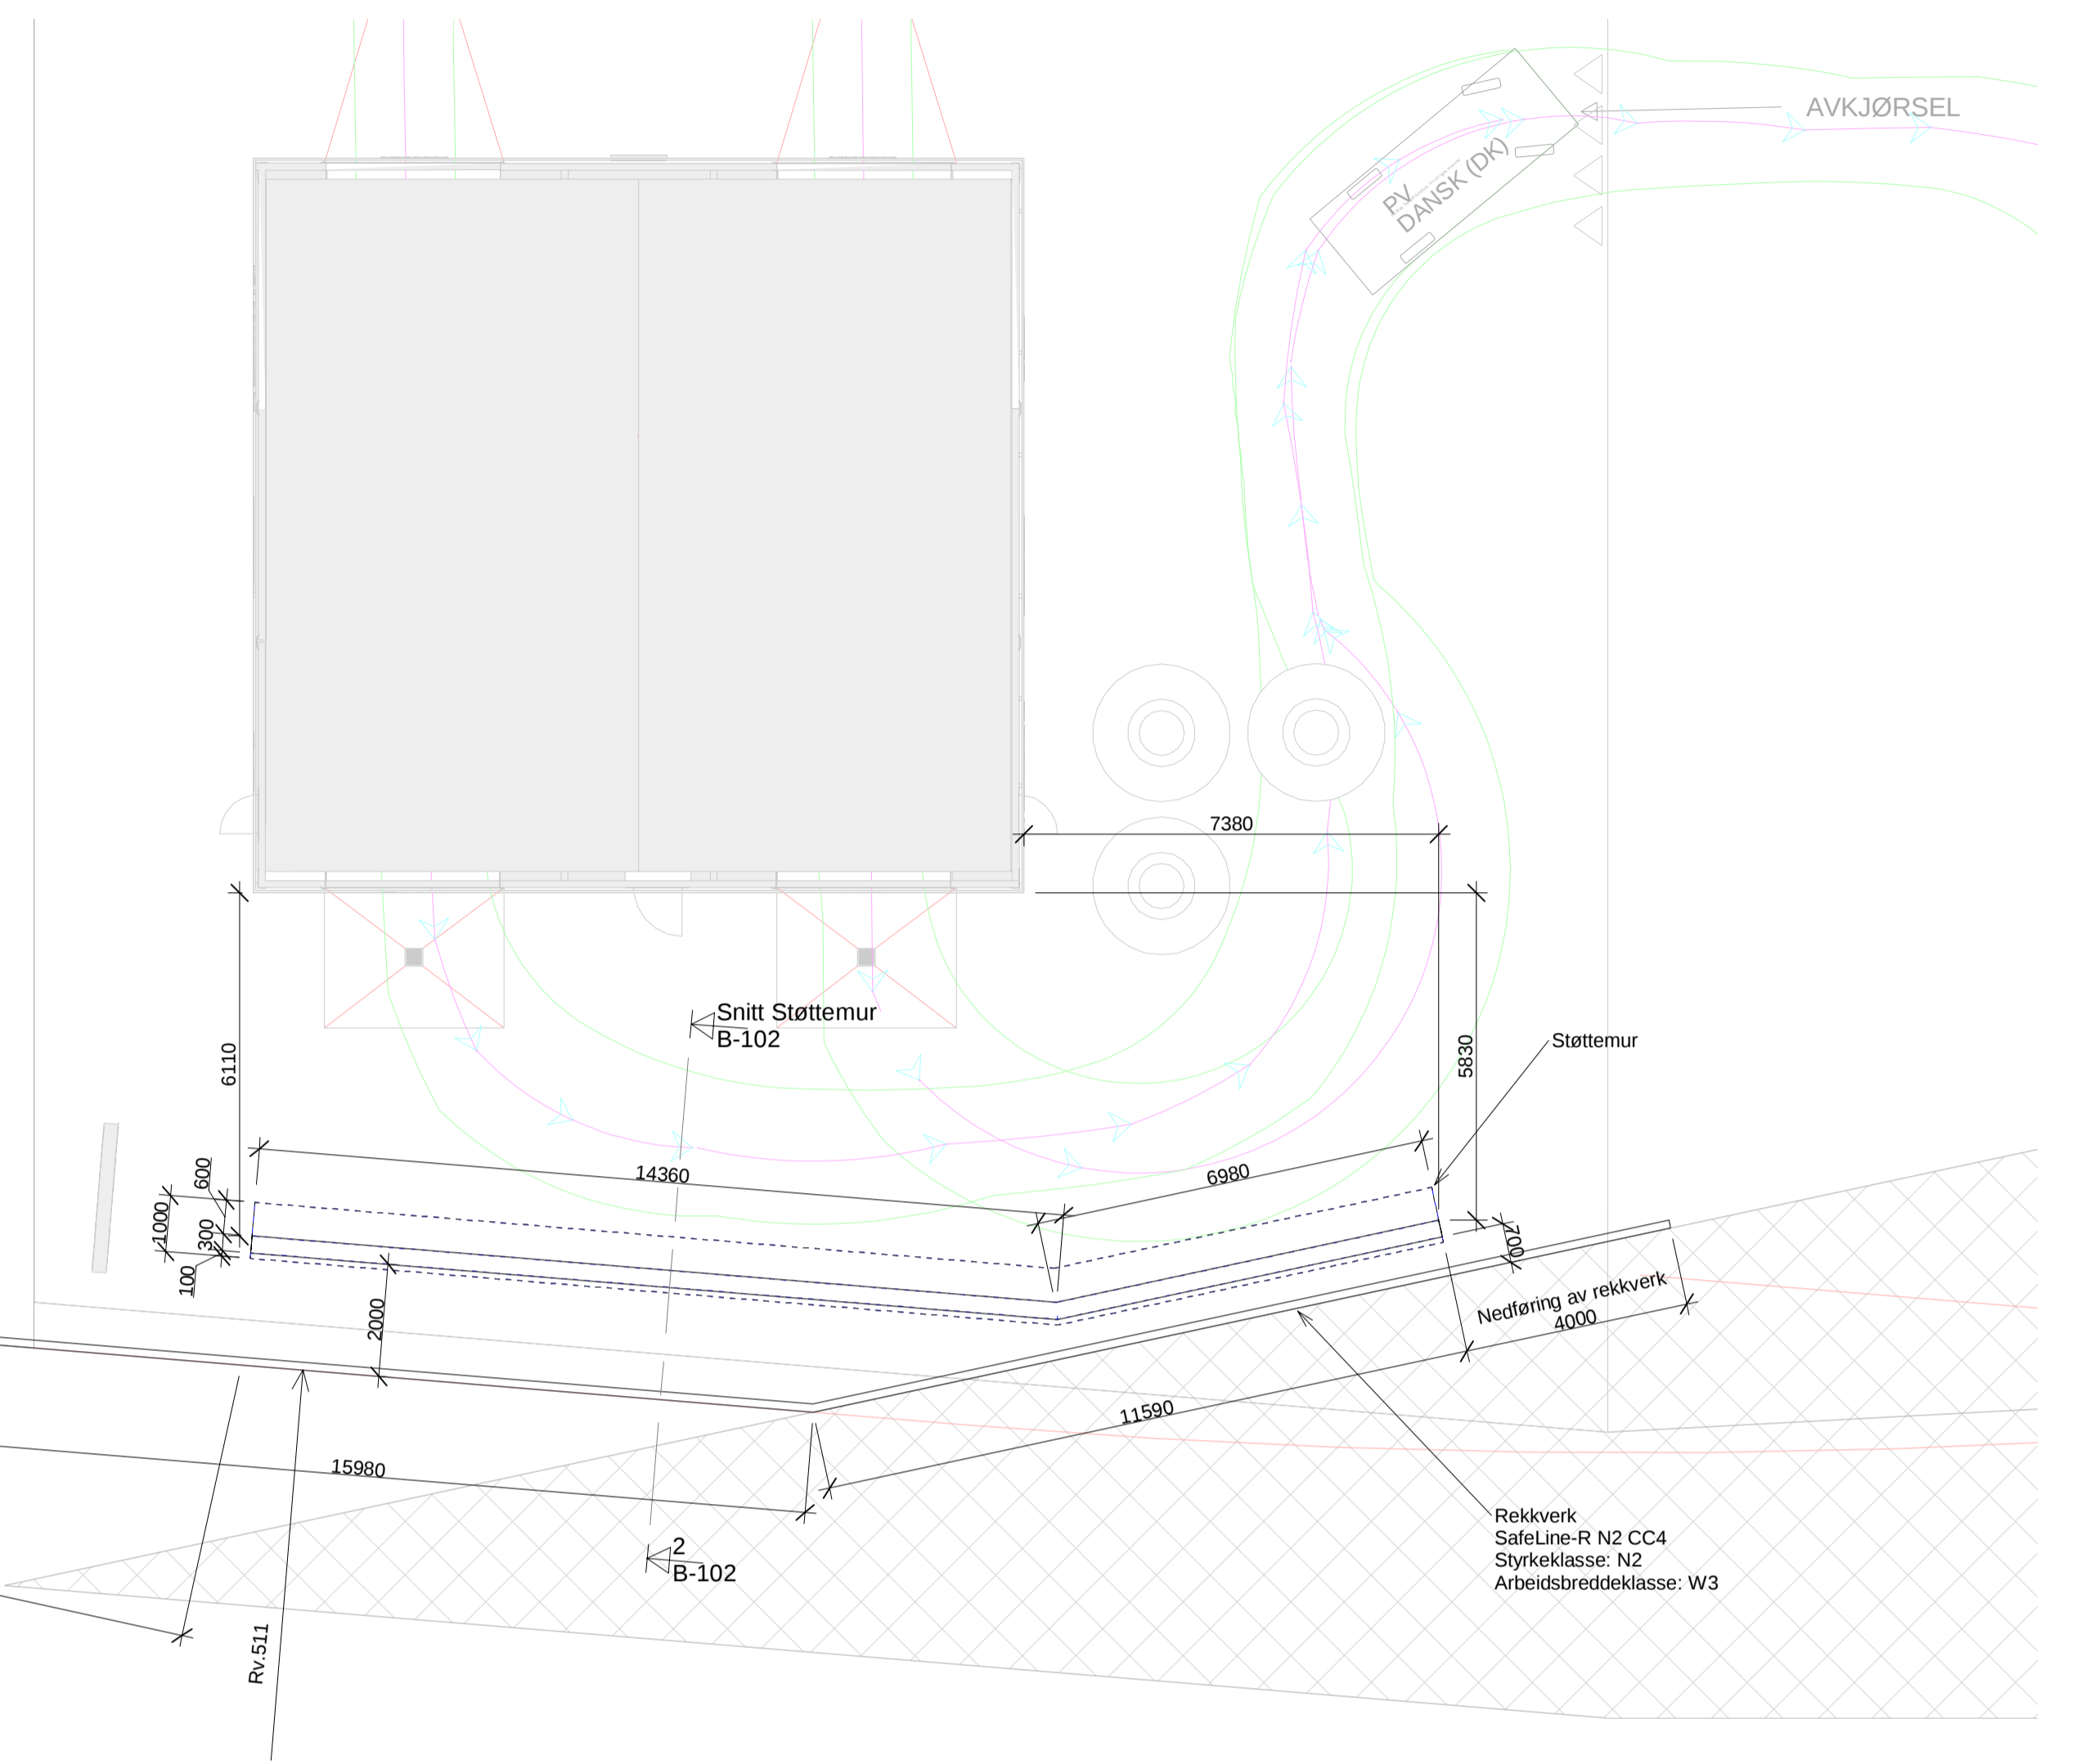 AVKJØRSEL
PV
DANSK (DK)
7380
Snitt Støttemur
B-102
6110
5830
Støttemur
14360
6980
600
1000
300
100
2000
700
Nedføring av rekkverk
4000
11590
15980
Rekkverk
SafeLine-R N2 CC4
Styrkeklasse: N2
Arbeidsbreddeklasse: W3
2
B-102
Rv.511